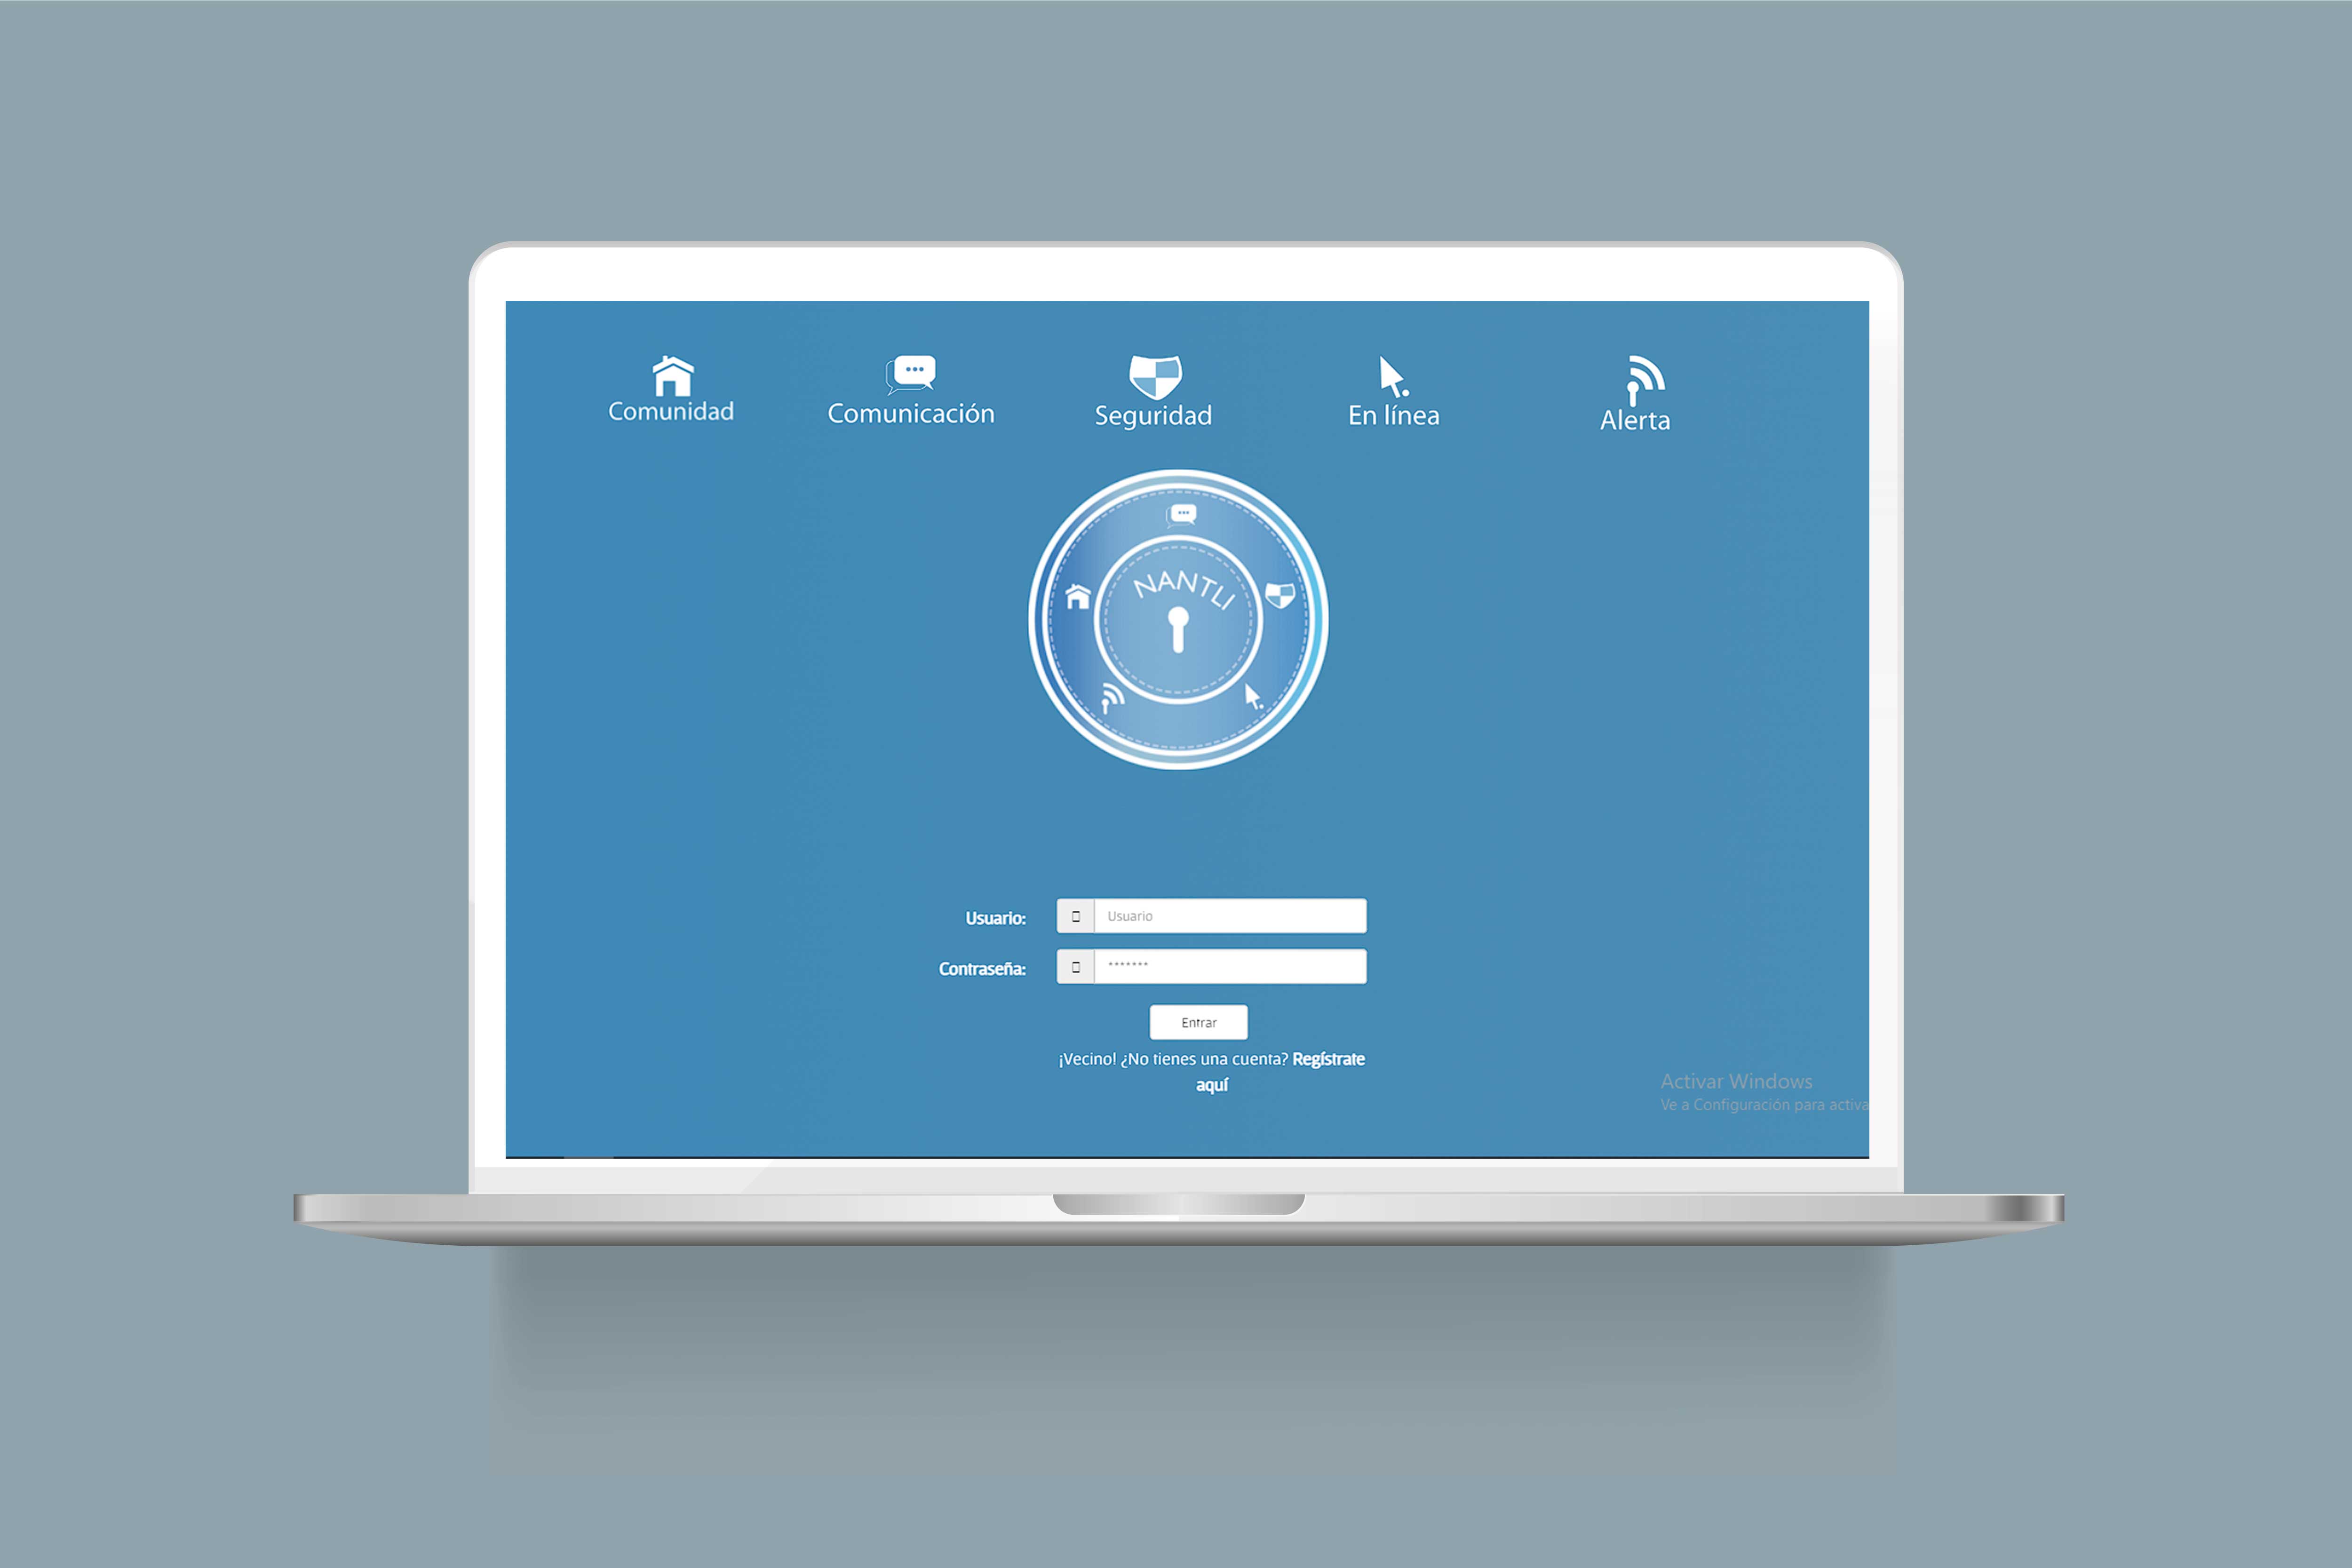 Comunidad
Comunicación
Seguridad
En línea
Alerta
NANTLI
Usuario:
Usuario
Contraseña:
*******
Entrar
¡Vecino! ¿No tienes una cuenta? Regístrate
aquí
Activar Windows
Ve a Configuración para activa